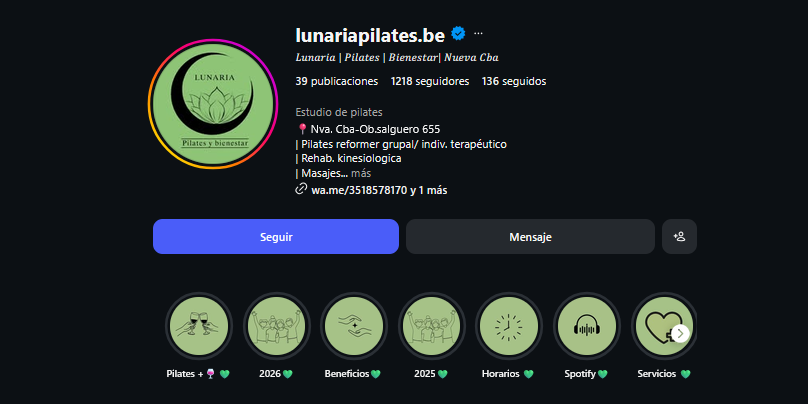 lunariapilates.be
Lunaria | Pilates | Bienestar| Nueva Cba
39 publicaciones 1218 seguidores 136 seguidos
LUNARIA
Pilates y bienestar
Estudio de pilates
📍 Nva. Cba-Ob.salguero 655
| Pilates reformer grupal/ indiv. terapéutico
| Rehab. kinesiologica
| Masajes... más
wa.me/3518578170 y 1 más
Seguir
Mensaje
Pilates +🍷💚
2026💚
Beneficios💚
2025💚
Horarios 💚
Spotify💚
Servicios 💚